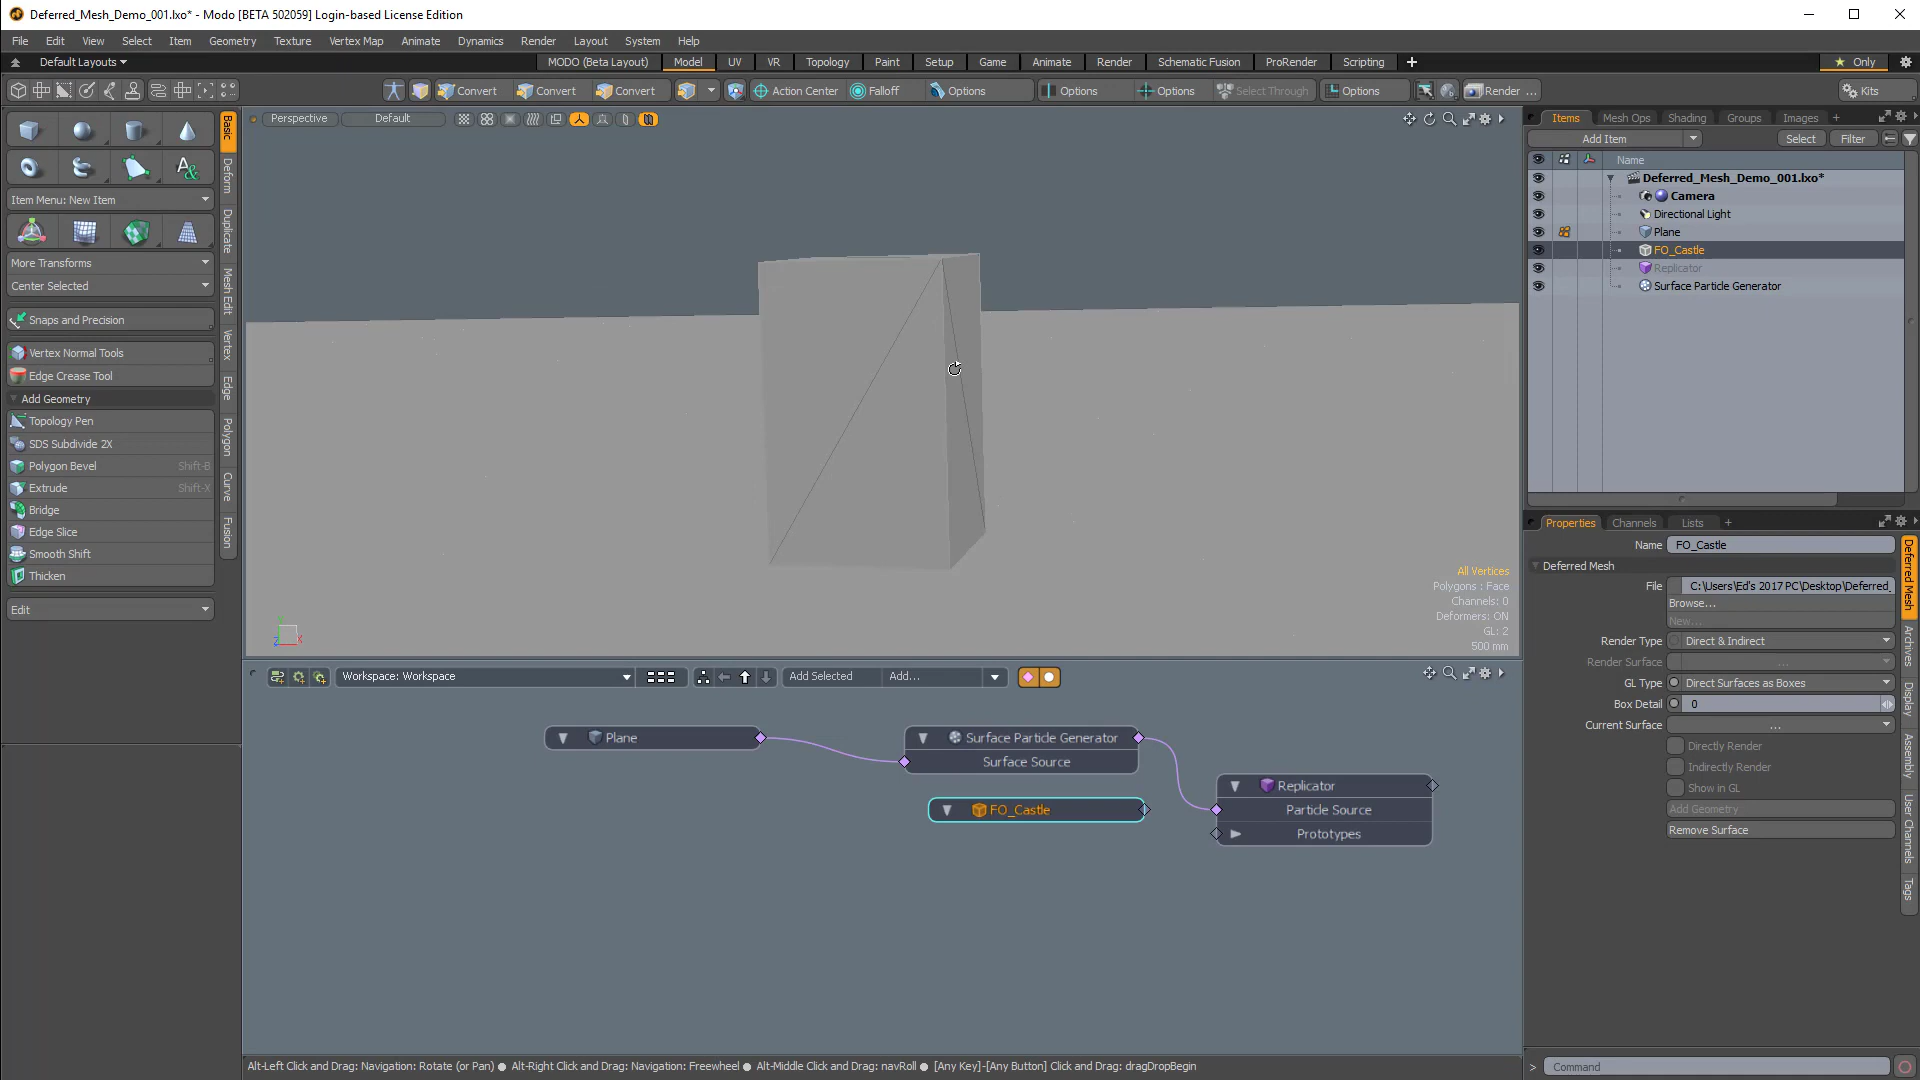 Deferred_Mesh_Demo_001.lxo* - Modo [BETA 502059] Login-based License Edition
File Edit View Select Item Geometry Texture Vertex Map Animate Dynamics Render Layout System Help
Default Layouts MODO (Beta Layout) Model UV VR Topology Paint Setup Game Animate Render Schematic Fusion ProRender Scripting + Only
Convert Convert Convert Action Center Falloff Options Options Options Select Through Options Render ... Kits
Perspective Default
Basic
Deform
Duplicate
Mesh Edit
Vertex
Edge
Polygon
Curve
Fusion
Item Menu: New Item
More Transforms
Center Selected
Snaps and Precision
Vertex Normal Tools
Edge Crease Tool
Add Geometry
Topology Pen
SDS Subdivide 2X
Polygon Bevel Shift-B
Extrude Shift-X
Bridge
Edge Slice
Smooth Shift
Thicken
Edit
All Vertices
Polygons : Face
Channels: 0
Deformers: ON
GL: 2
500 mm
Workspace: Workspace Add Selected Add...
Plane
Surface Particle Generator
Surface Source
FO_Castle
Replicator
Particle Source
Prototypes
Items Mesh Ops Shading Groups Images +
Add Item Select Filter
Name
Deferred_Mesh_Demo_001.lxo*
Camera
Directional Light
Plane
FO_Castle
Replicator
Surface Particle Generator
Properties Channels Lists +
Name FO_Castle
Deferred Mesh
File C:\Users\Ed's 2017 PC\Desktop\Deferred_
Browse...
New...
Render Type Direct & Indirect
Render Surface ...
GL Type Direct Surfaces as Boxes
Box Detail 0
Current Surface ...
Directly Render
Indirectly Render
Show in GL
Add Geometry
Remove Surface
Deferred Mesh
Archives
Display
Assembly
User Channels
Tags
Alt-Left Click and Drag: Navigation: Rotate (or Pan) ● Alt-Right Click and Drag: Navigation: Freewheel ● Alt-Middle Click and Drag: navRoll ● [Any Key]-[Any Button] Click and Drag: dragDropBegin
> Command